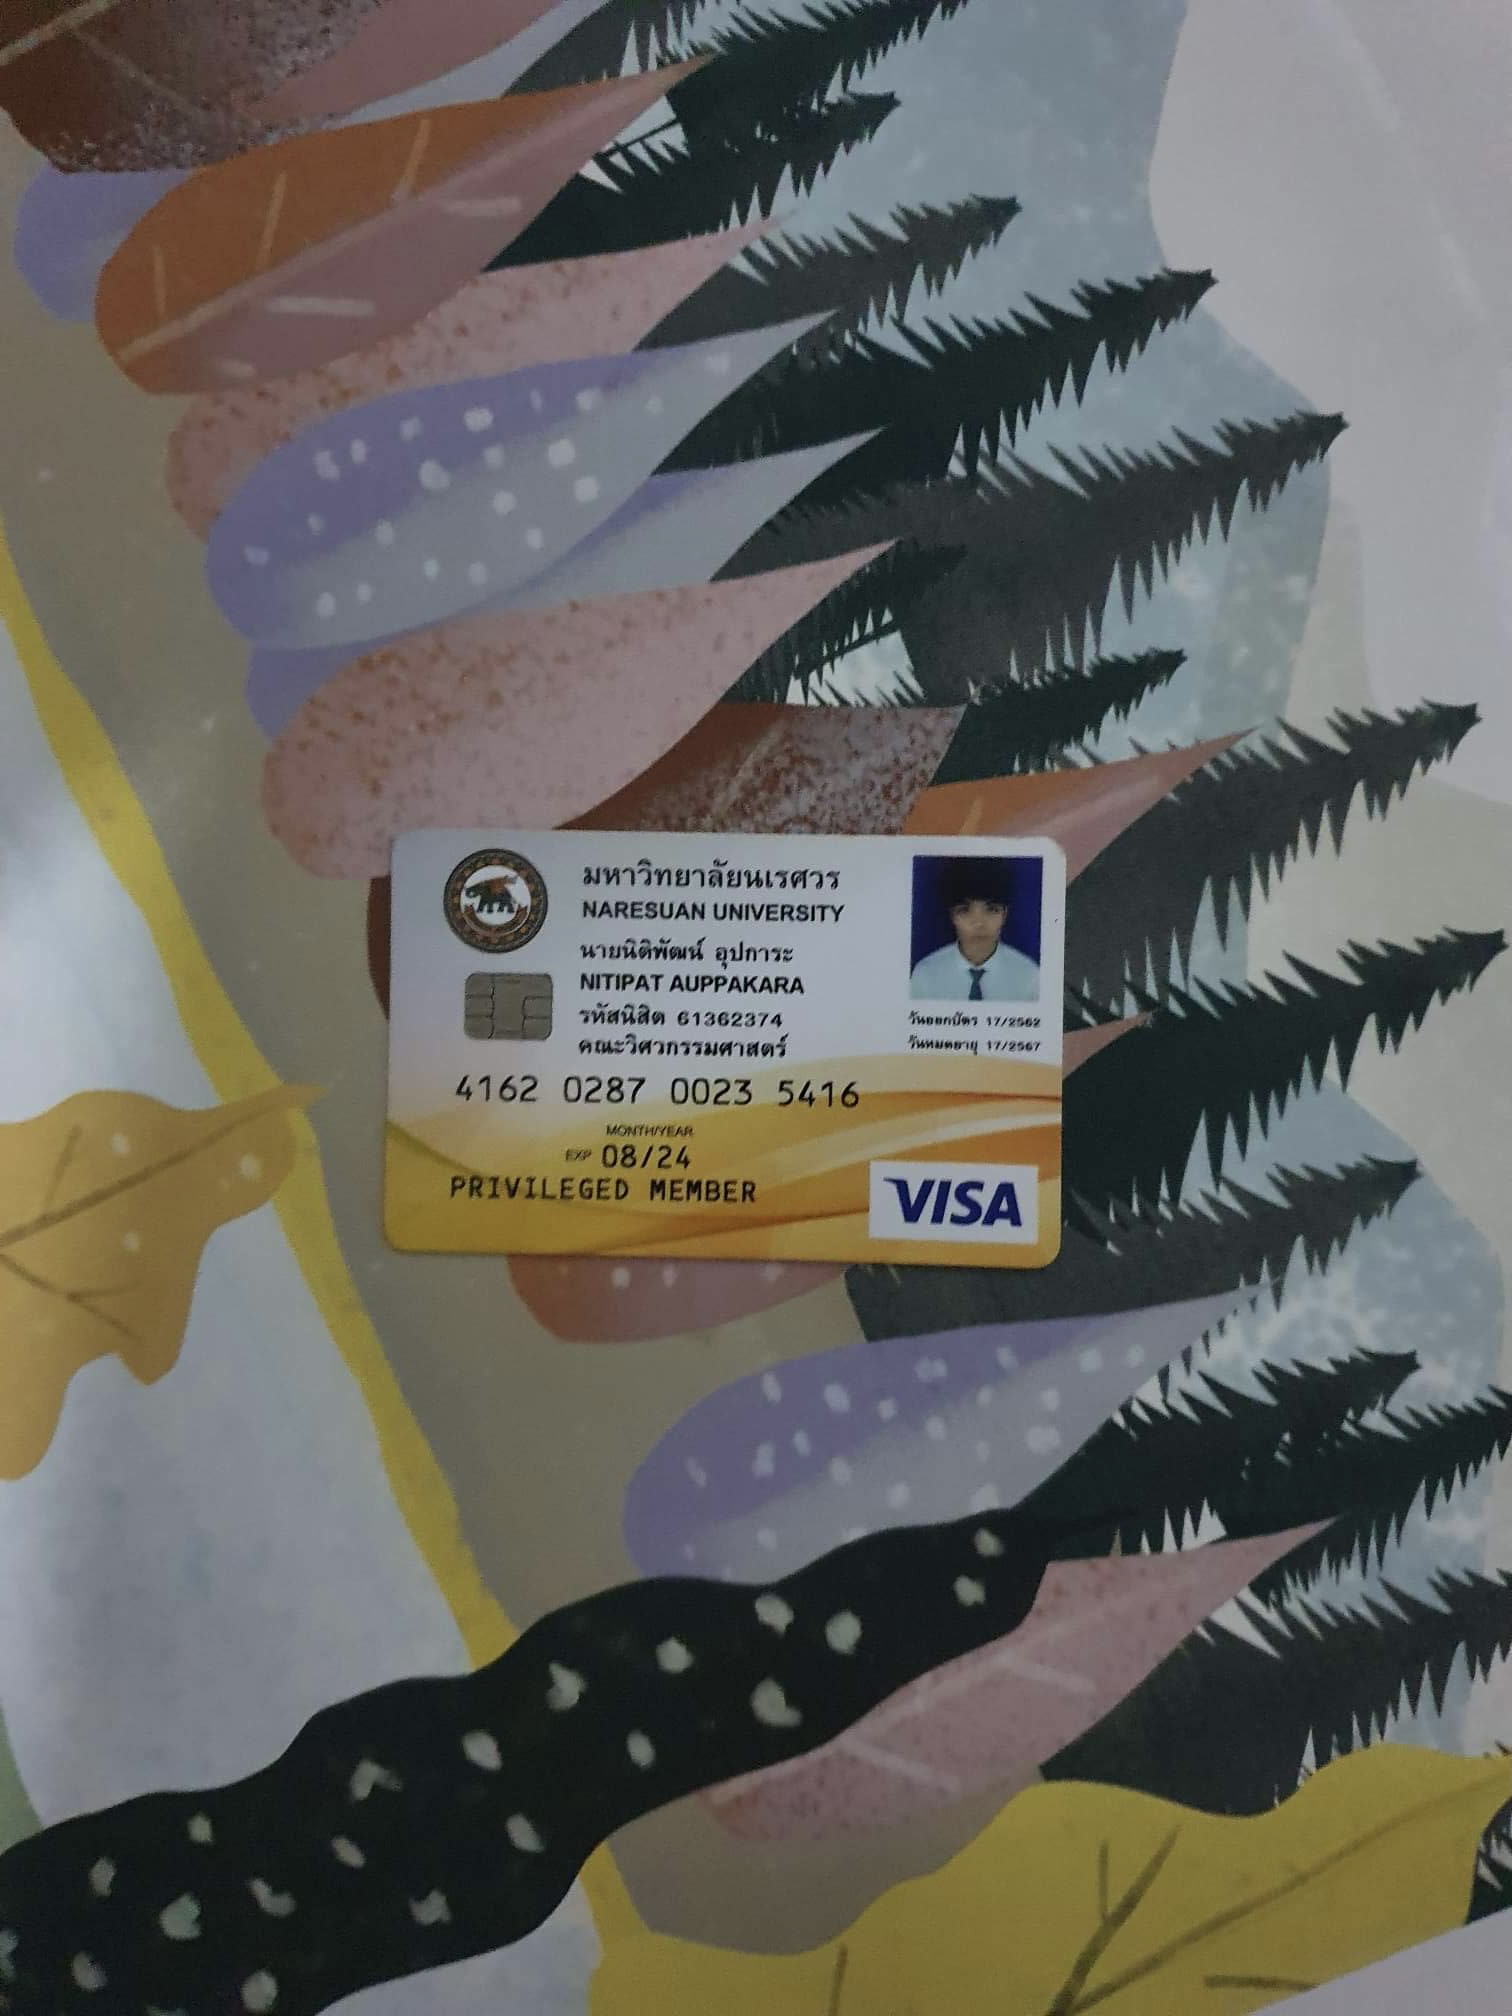 มหาวิทยาลัยนเรศวร
NARESUAN UNIVERSITY
นายนิติพัฒน์ อุปการะ
NITIPAT AUPPAKARA
รหัสนิสิต 61362374
คณะวิศวกรรมศาสตร์
วันออกบัตร 17/2562
วันหมดอายุ 17/2567
4162 0287 0023 5416
MONTH/YEAR
EXP 08/24
PRIVILEGED MEMBER
VISA